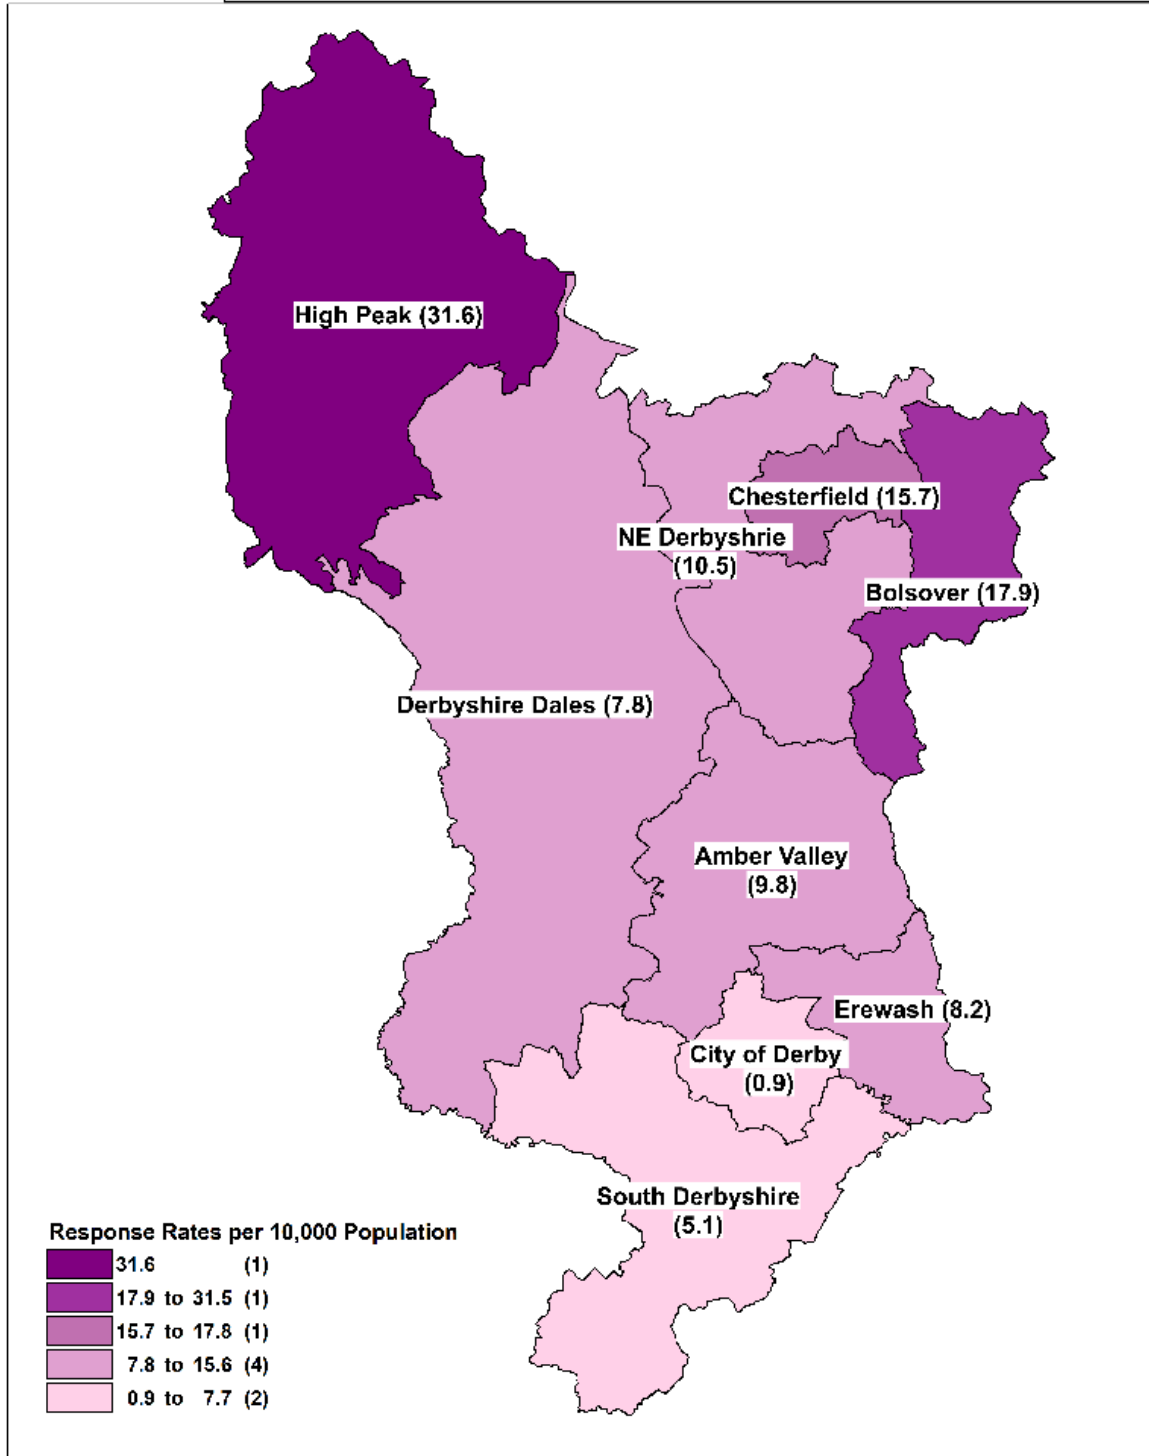 High Peak (31.6)
Chesterfield (15.7)
NE Derbyshrie
(10.5)
Bolsover (17.9)
Derbyshire Dales (7.8)
Amber Valley
(9.8)
Erewash (8.2)
City of Derby
(0.9)
South Derbyshire
(5.1)
Response Rates per 10,000 Population
31.6 (1)
17.9 to 31.5 (1)
15.7 to 17.8 (1)
7.8 to 15.6 (4)
0.9 to 7.7 (2)